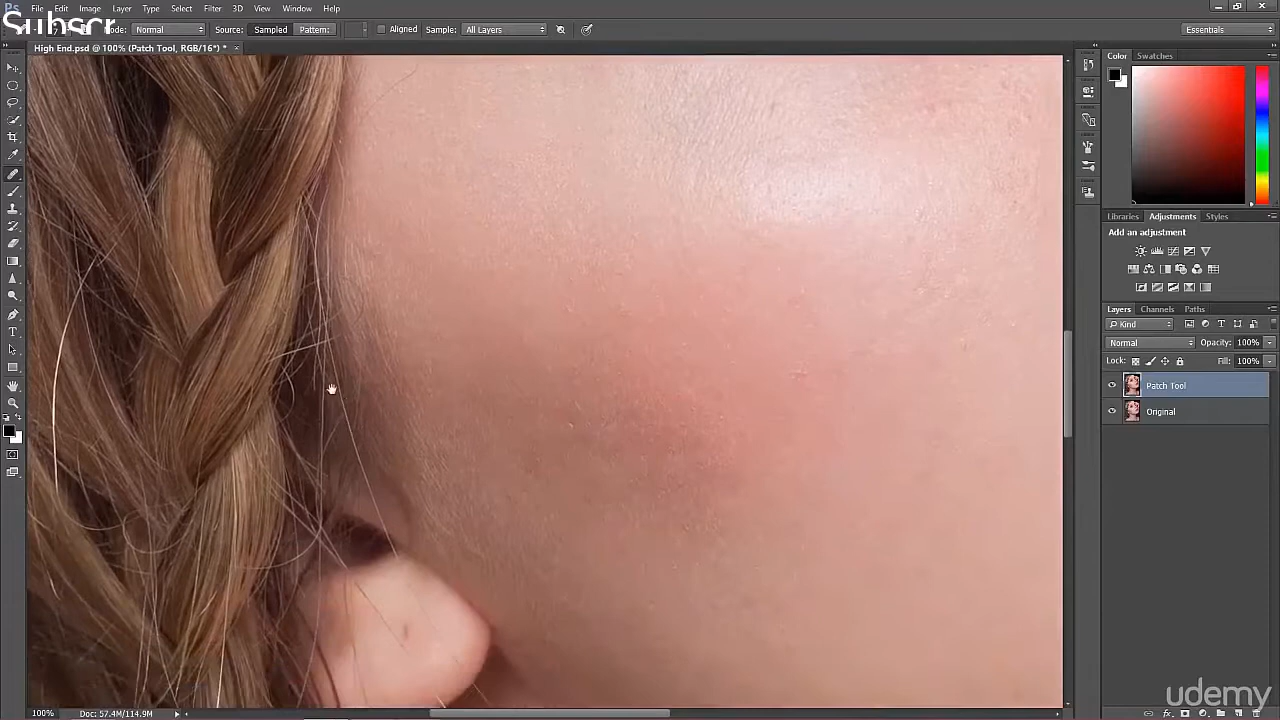 Ps File Edit Image Layer Type Select Filter 3D View Window Help
Subscr
Mode: Normal Source: Sampled Pattern: Aligned Sample: All Layers Essentials
High End.psd @ 100% (Patch Tool, RGB/16*) * ×
Color Swatches
Libraries Adjustments Styles
Add an adjustment
Layers Channels Paths
Kind
Normal Opacity: 100%
Lock: Fill: 100%
Patch Tool
Original
udemy
100% Doc: 57.4M/114.9M
fx